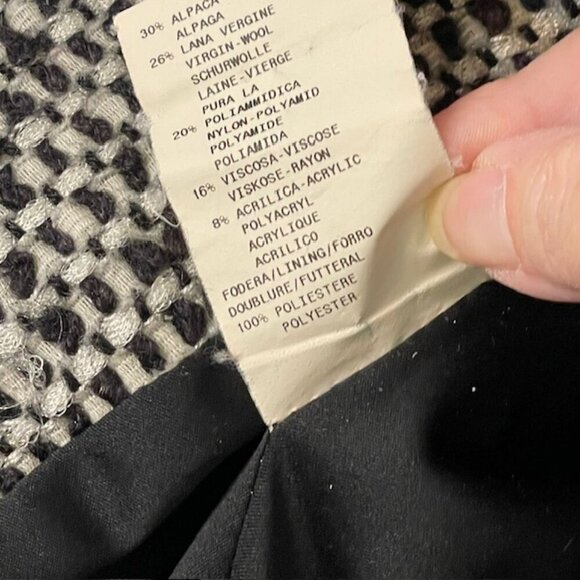 30% ALPACA
ALPAGA
26% LANA VERGINE
VIRGIN-WOOL
SCHURWOLLE
LAINE-VIERGE
PURA LA
20% POLIAMMIDICA
NYLON-POLYAMID
POLYAMIDE
POLIAMIDA
16% VISCOSA-VISCOSE
VISKOSE-RAYON
8% ACRILICA-ACRYLIC
POLYACRYL
ACRYLIQUE
ACRILICO
FODERA/LINING/FORRO
DOUBLURE/FUTTERAL
100% POLIESTERE
POLYESTER